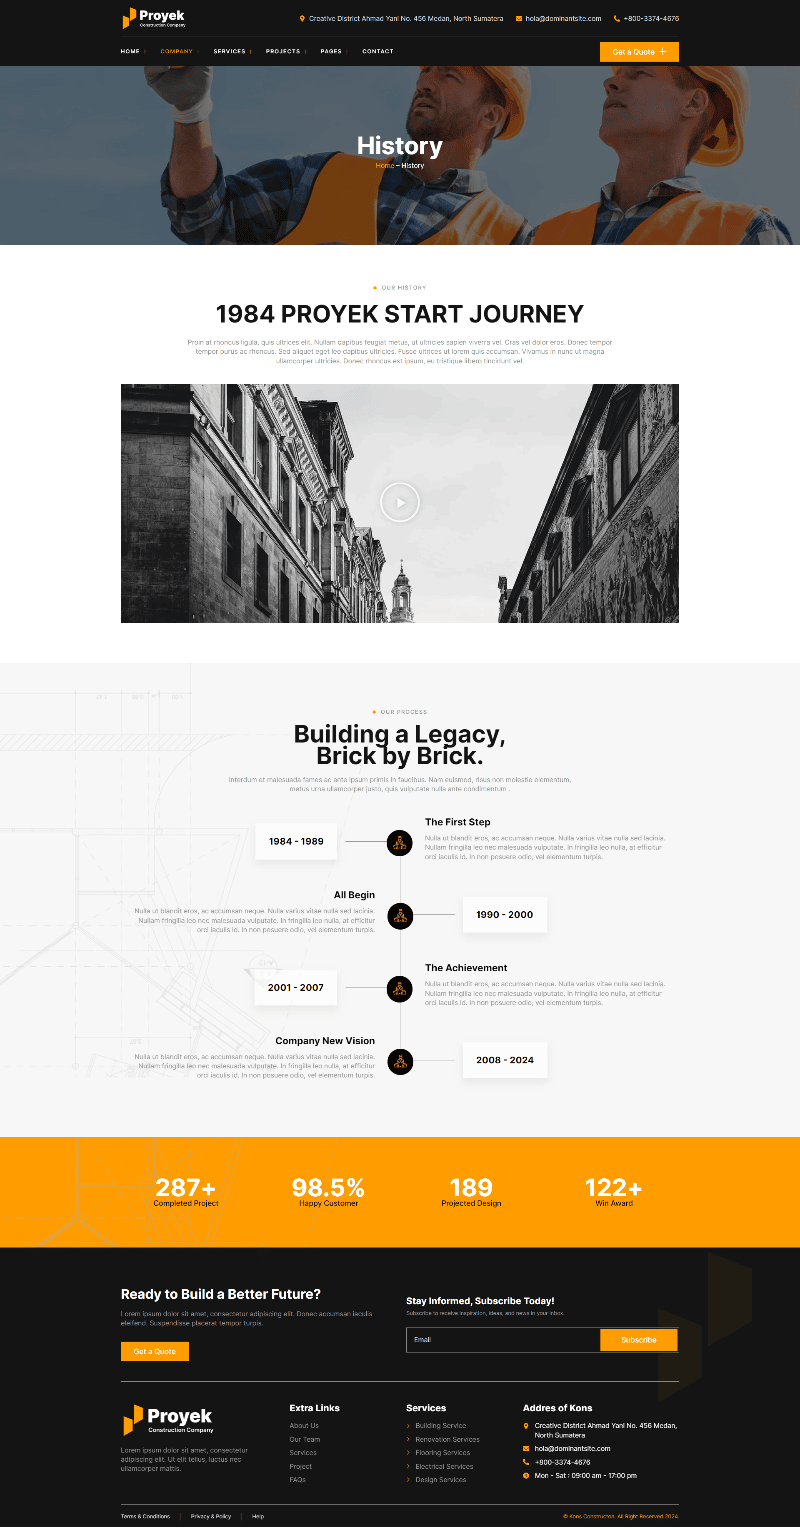 Proyek
Construction Company
Creative District Ahmad Yani No. 456 Medan, North Sumatera
hola@dominantsite.com
+800-3374-4676
HOME
COMPANY
SERVICES
PROJECTS
PAGES
CONTACT
Get a Quote
History
Home – History
OUR HISTORY
1984 PROYEK START JOURNEY
Proin at rhoncus ligula, quis ultrices elit. Nullam dapibus feugiat metus, ut ultricies sapien viverra vel. Cras vel dolor eros. Donec tempor
tempor purus ac rhoncus. Sed aliquet eget leo dapibus ultricies. Fusce ultrices ut lorem quis accumsan. Vivamus in nunc ut magna
ullamcorper ultricies. Donec rhoncus est ipsum, eu tristique libero tincidunt vel.
OUR PROCESS
Building a Legacy,
Brick by Brick.
Interdum et malesuada fames ac ante ipsum primis in faucibus. Nam euismod, risus non molestie elementum,
metus urna ullamcorper justo, quis vulputate nulla ante condimentum .
1984 - 1989
The First Step
Nulla ut blandit eros, ac accumsan neque. Nulla varius vitae nulla sed lacinia.
Nullam fringilla leo nec malesuada vulputate. In fringilla leo nulla, at efficitur
orci iaculis id. In non posuere odio, vel elementum turpis.
All Begin
Nulla ut blandit eros, ac accumsan neque. Nulla varius vitae nulla sed lacinia.
Nullam fringilla leo nec malesuada vulputate. In fringilla leo nulla, at efficitur
orci iaculis id. In non posuere odio, vel elementum turpis.
1990 - 2000
2001 - 2007
The Achievement
Nulla ut blandit eros, ac accumsan neque. Nulla varius vitae nulla sed lacinia.
Nullam fringilla leo nec malesuada vulputate. In fringilla leo nulla, at efficitur
orci iaculis id. In non posuere odio, vel elementum turpis.
Company New Vision
Nulla ut blandit eros, ac accumsan neque. Nulla varius vitae nulla sed lacinia.
Nullam fringilla leo nec malesuada vulputate. In fringilla leo nulla, at efficitur
orci iaculis id. In non posuere odio, vel elementum turpis.
2008 - 2024
287+
Completed Project
98.5%
Happy Customer
189
Projected Design
122+
Win Award
Ready to Build a Better Future?
Lorem ipsum dolor sit amet, consectetur adipiscing elit. Donec accumsan iaculis
eleifend. Suspendisse placerat tempor turpis.
Get a Quote
Stay Informed, Subscribe Today!
Subscribe to receive inspiration, ideas, and news in your inbox.
Email
Subscribe
Proyek
Construction Company
Lorem ipsum dolor sit amet, consectetur
adipiscing elit. Ut elit tellus, luctus nec
ullamcorper mattis.
Extra Links
About Us
Our Team
Services
Project
FAQs
Services
Building Service
Renovation Services
Flooring Services
Electrical Services
Design Services
Addres of Kons
Creative District Ahmad Yani No. 456 Medan,
North Sumatera
hola@dominantsite.com
+800-3374-4676
Mon - Sat : 09:00 am - 17:00 pm
Terms & Conditions
Privacy & Policy
Help
© Kons Constructon. All Right Reserved 2024.